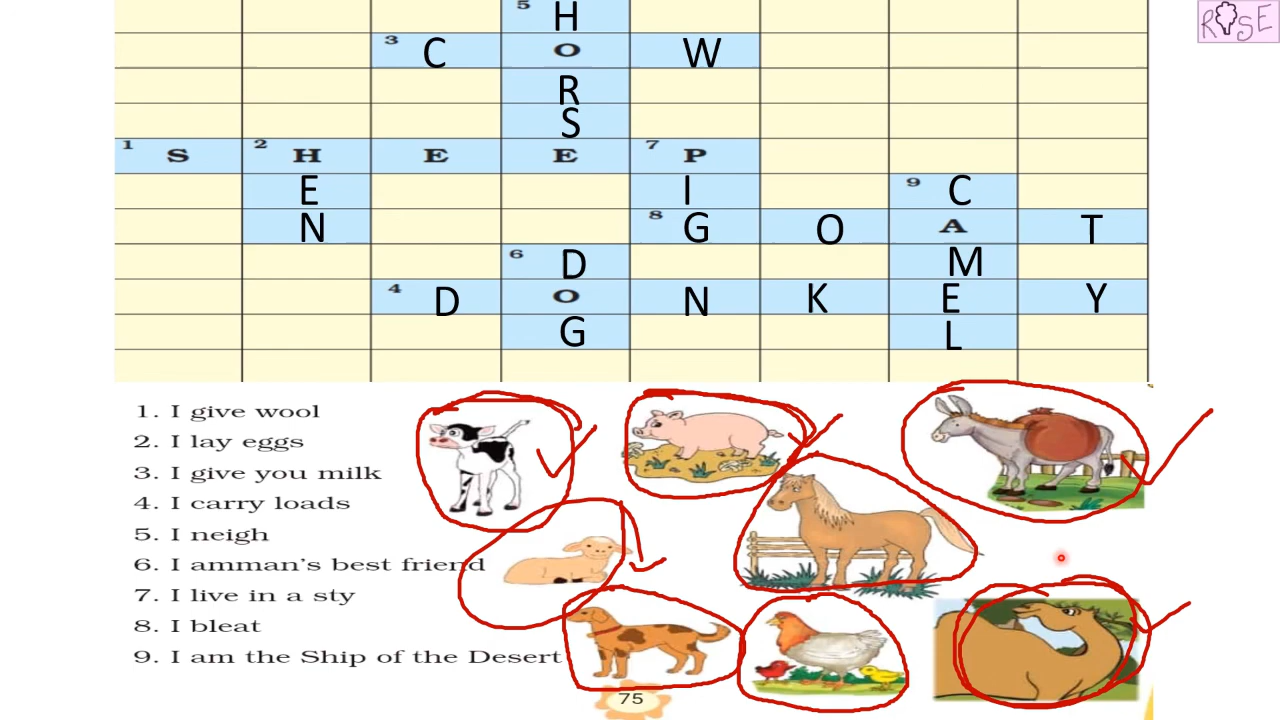 5 H
R SE
3 C O W
R
S
1 S 2 H E E 7 P
E I 9 C
N 8 G O A T
6 D M
4 D O N K E Y
G L
1. I give wool
2. I lay eggs
3. I give you milk
4. I carry loads
5. I neigh
6. I amman's best friend
7. I live in a sty
8. I bleat
9. I am the Ship of the Desert
75